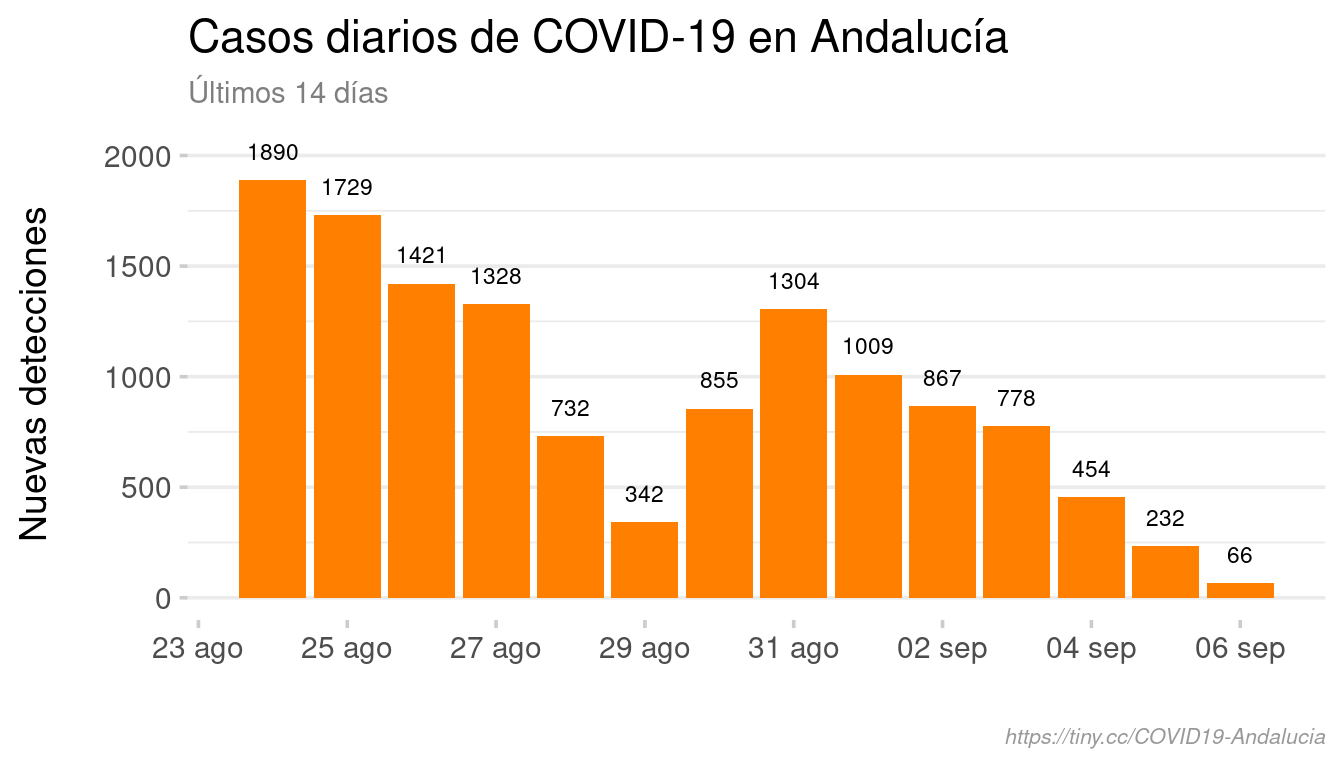 Casos diarios de COVID-19 en Andalucía
Últimos 14 días
Nuevas detecciones
2000
1500
1000
500
0
1890
1729
1421
1328
732
342
855
1304
1009
867
778
454
232
66
23 ago
25 ago
27 ago
29 ago
31 ago
02 sep
04 sep
06 sep
https://tiny.cc/COVID19-Andalucia